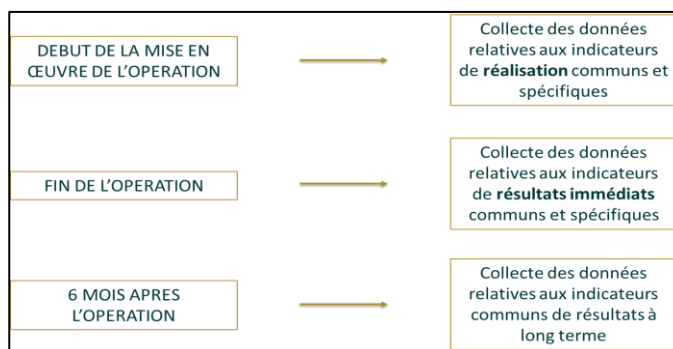 DEBUT DE LA MISE EN
ŒUVRE DE L'OPERATION
Collecte des données
relatives aux indicateurs
de réalisation communs et
spécifiques
FIN DE L'OPERATION
Collecte des données
relatives aux indicateurs
de résultats immédiats
communs et spécifiques
6 MOIS APRES
L'OPERATION
Collecte des données
relatives aux indicateurs
communs de résultats à
long terme